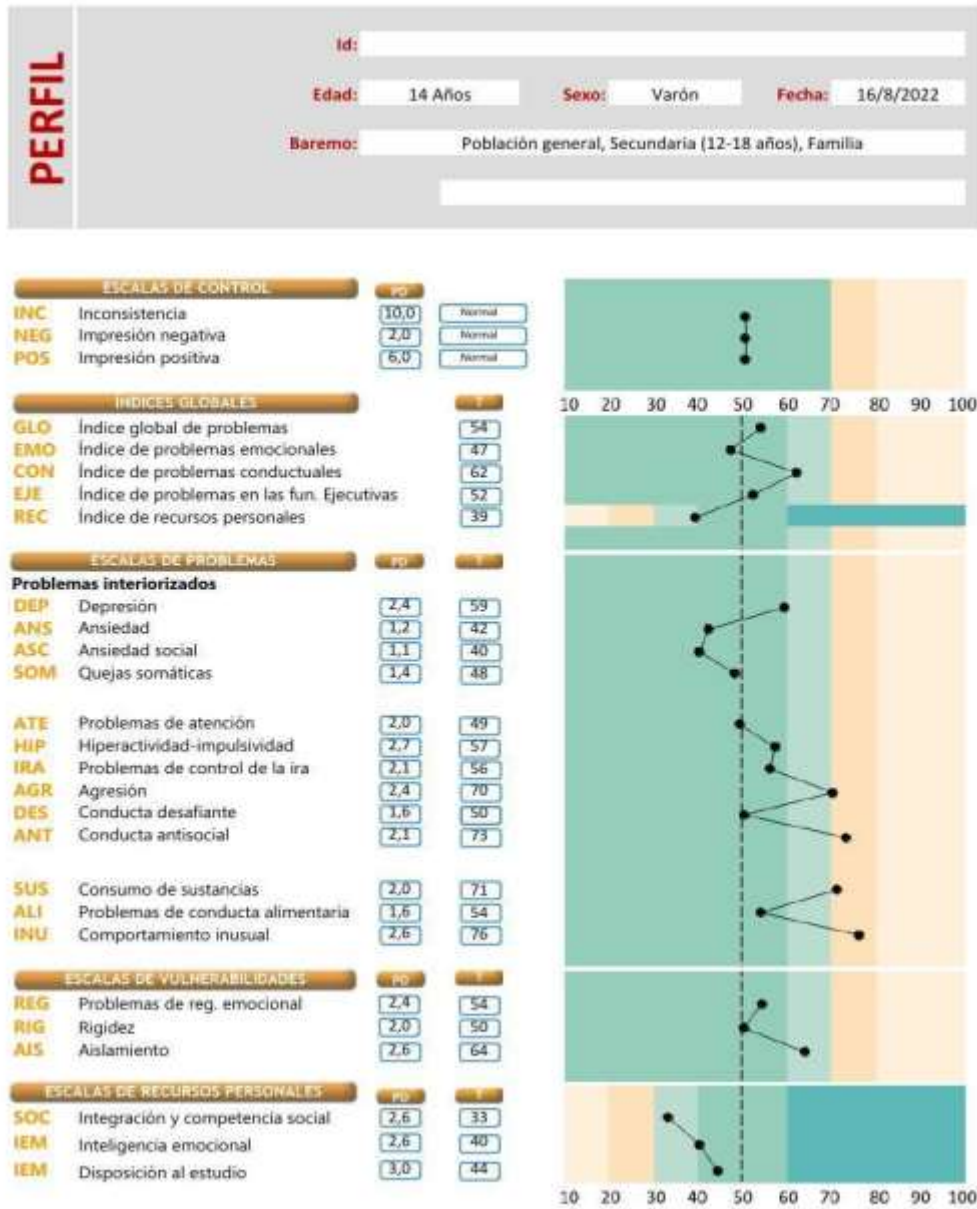 PERFIL
Id:
Edad: 14 Años Sexo: Varón Fecha: 16/8/2022
Baremo: Población general, Secundaria (12-18 años), Familia
ESCALAS DE CONTROL PD
INC Inconsistencia 10,0 Normal
NEG Impresión negativa 2,0 Normal
POS Impresión positiva 6,0 Normal
INDICES GLOBALES T 10 20 30 40 50 60 70 80 90 100
GLO Índice global de problemas 54
EMO Índice de problemas emocionales 47
CON Índice de problemas conductuales 62
EJE Índice de problemas en las fun. Ejecutivas 52
REC Índice de recursos personales 39
ESCALAS DE PROBLEMAS PD T
Problemas interiorizados
DEP Depresión 2,4 59
ANS Ansiedad 1,2 42
ASC Ansiedad social 1,1 40
SOM Quejas somáticas 1,4 48
ATE Problemas de atención 2,0 49
HIP Hiperactividad-impulsividad 2,7 57
IRA Problemas de control de la ira 2,1 56
AGR Agresión 2,4 70
DES Conducta desafiante 1,6 50
ANT Conducta antisocial 2,1 73
SUS Consumo de sustancias 2,0 71
ALI Problemas de conducta alimentaria 1,6 54
INU Comportamiento inusual 2,6 76
ESCALAS DE VULNERABILIDADES PD T
REG Problemas de reg. emocional 2,4 54
RIG Rigidez 2,0 50
AIS Aislamiento 2,6 64
ESCALAS DE RECURSOS PERSONALES PD T
SOC Integración y competencia social 2,6 33
IEM Inteligencia emocional 2,6 40
IEM Disposición al estudio 3,0 44
10 20 30 40 50 60 70 80 90 100